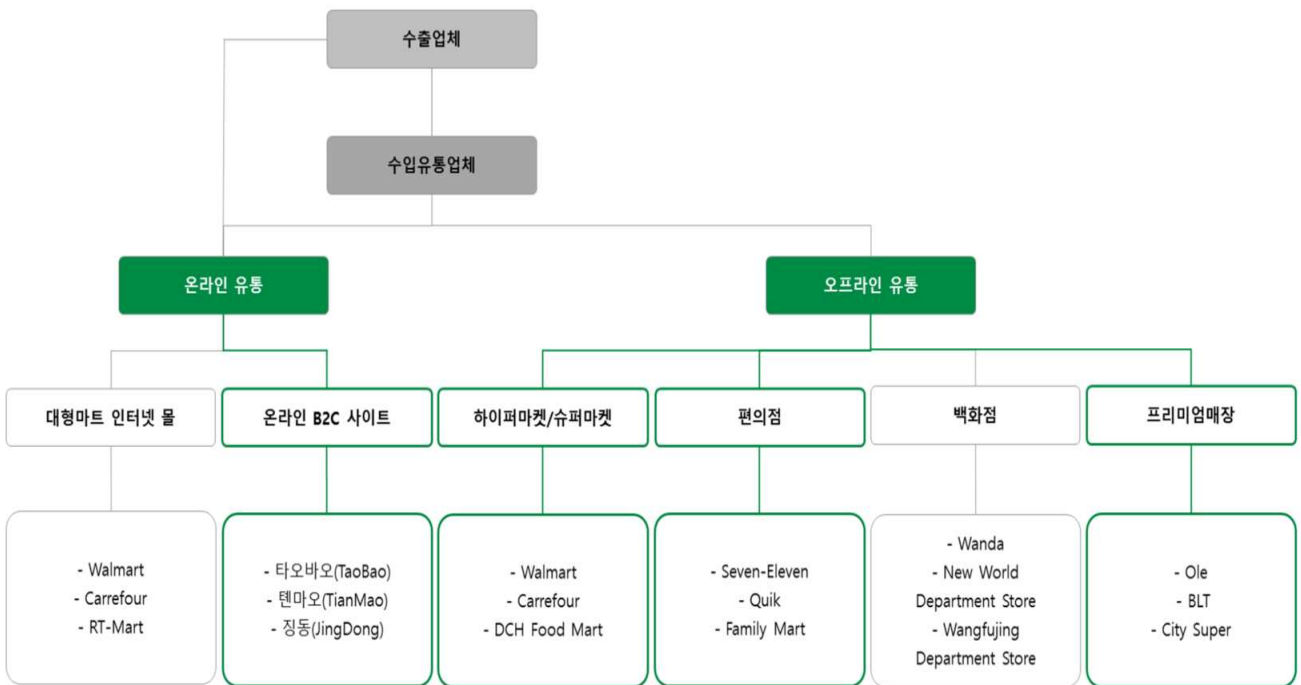 수출업체
수입유통업체
온라인 유통
오프라인 유통
대형마트 인터넷 몰
온라인 B2C 사이트
하이퍼마켓/슈퍼마켓
편의점
백화점
프리미엄매장
- Walmart
- Carrefour
- RT-Mart
- 타오바오(TaoBao)
- 톈마오(TianMao)
- 징동(JingDong)
- Walmart
- Carrefour
- DCH Food Mart
- Seven-Eleven
- Quik
- Family Mart
- Wanda
- New World
Department Store
- Wangfujing
Department Store
- Ole
- BLT
- City Super